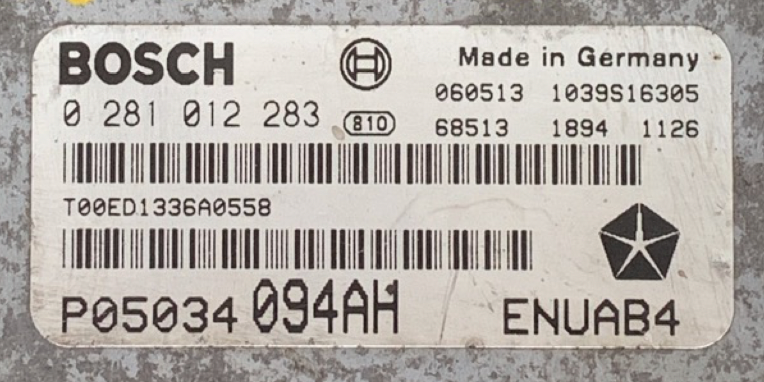 BOSCH
Made in Germany
060513 1039S16305
0 281 012 283 810
68513 1894 1126
T00ED1336A0558
P05034 094AH ENUAB4